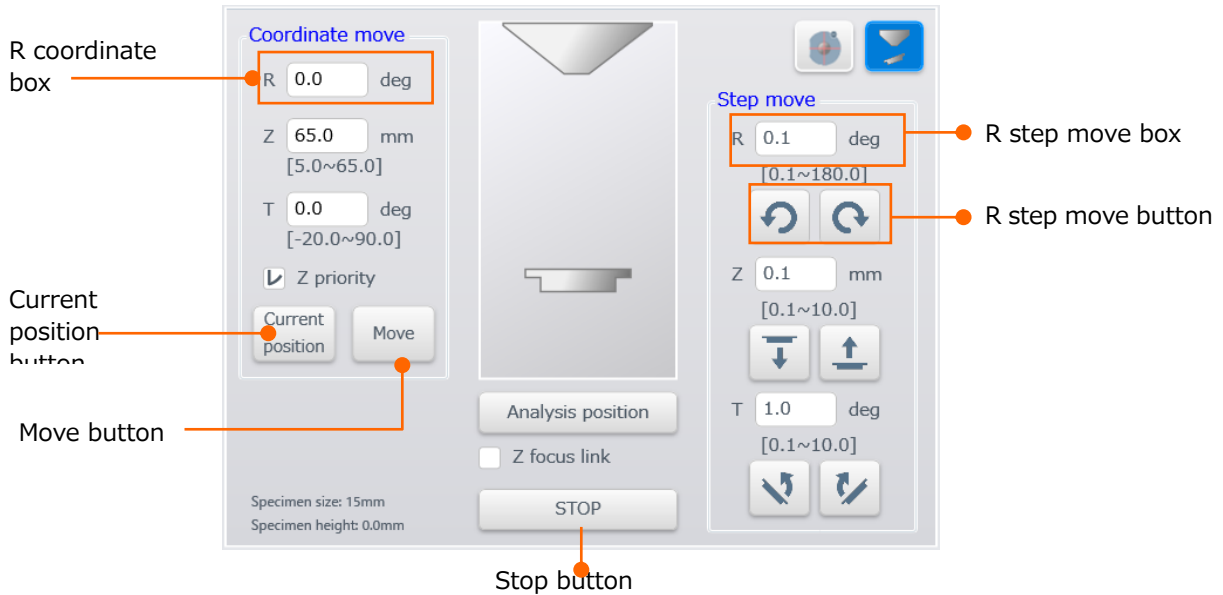 R coordinate
box
Current
position
button
Move button
Coordinate move
R 0.0 deg
Z 65.0 mm
[5.0~65.0]
T 0.0 deg
[-20.0~90.0]
Z priority
Current
position
Move
Specimen size: 15mm
Specimen height: 0.0mm
Analysis position
Z focus link
STOP
Stop button
Step move
R 0.1 deg
[0.1~180.0]
Z 0.1 mm
[0.1~10.0]
T 1.0 deg
[0.1~10.0]
R step move box
R step move button